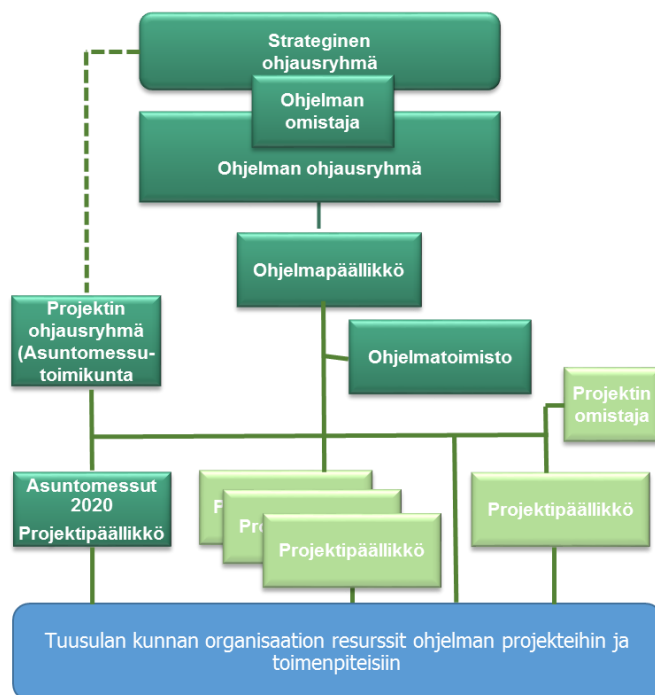 Strateginen
ohjausryhmä
Ohjelman
omistaja
Ohjelman ohjausryhmä
Ohjelmapäällikkö
Projektin
ohjausryhmä
(Asuntomessu-
toimikunta
Ohjelmatoimisto
Projektin
omistaja
Asuntomessut
2020
Projektipäällikkö
Projektipäällikkö
Projektipäällikkö
Tuusulan kunnan organisaation resurssit ohjelman projekteihin ja
toimenpiteisiin